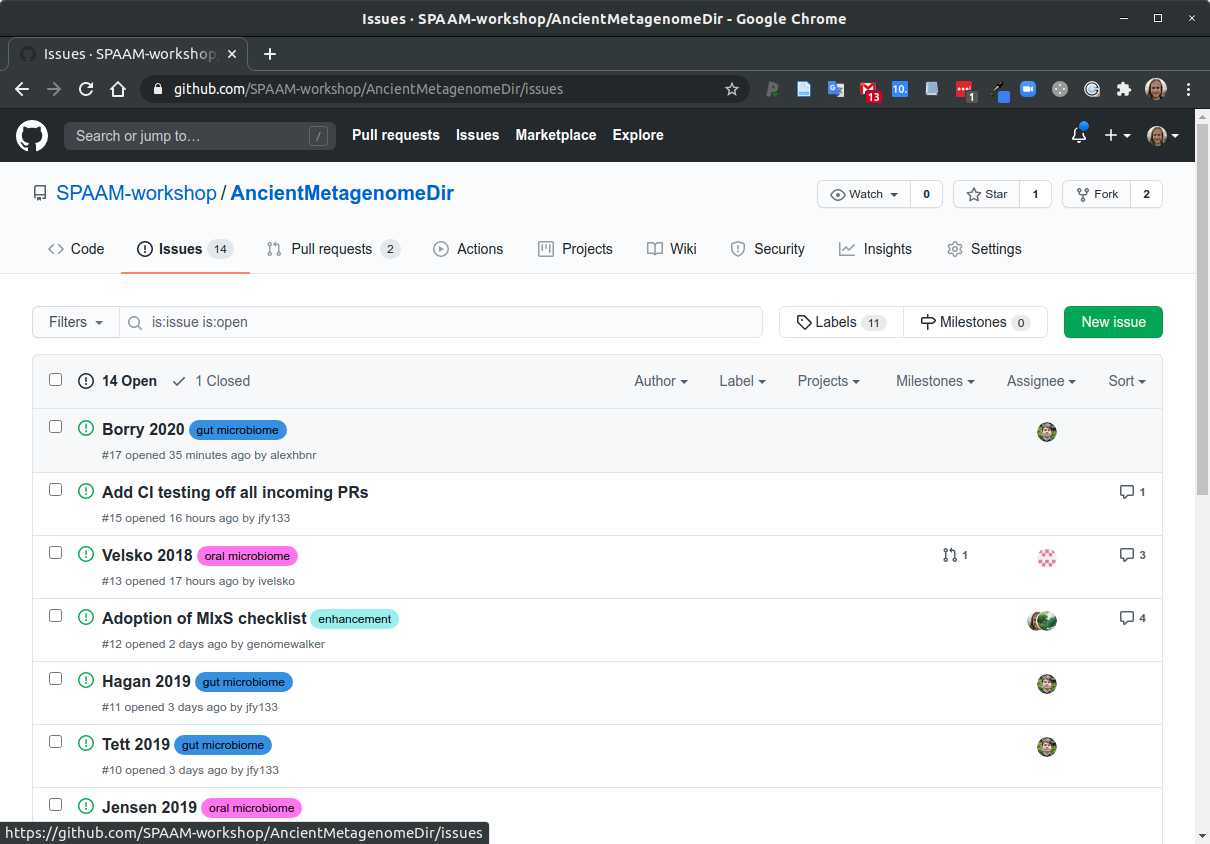 Issues · SPAAM-workshop/AncientMetagenomeDir - Google Chrome
Issues · SPAAM-workshop
github.com/SPAAM-workshop/AncientMetagenomeDir/issues
13
10.
1
Search or jump to…
/
Pull requests
Issues
Marketplace
Explore
SPAAM-workshop / AncientMetagenomeDir
Watch
0
Star
1
Fork
2
Code
Issues 14
Pull requests 2
Actions
Projects
Wiki
Security
Insights
Settings
Filters
is:issue is:open
Labels 11
Milestones 0
New issue
14 Open
1 Closed
Author
Label
Projects
Milestones
Assignee
Sort
Borry 2020 gut microbiome
#17 opened 35 minutes ago by alexhbnr
Add CI testing off all incoming PRs
1
#15 opened 16 hours ago by jfy133
Velsko 2018 oral microbiome
1
3
#13 opened 17 hours ago by ivelsko
Adoption of MIxS checklist enhancement
4
#12 opened 2 days ago by genomewalker
Hagan 2019 gut microbiome
#11 opened 3 days ago by jfy133
Tett 2019 gut microbiome
#10 opened 3 days ago by jfy133
Jensen 2019 oral microbiome
https://github.com/SPAAM-workshop/AncientMetagenomeDir/issues